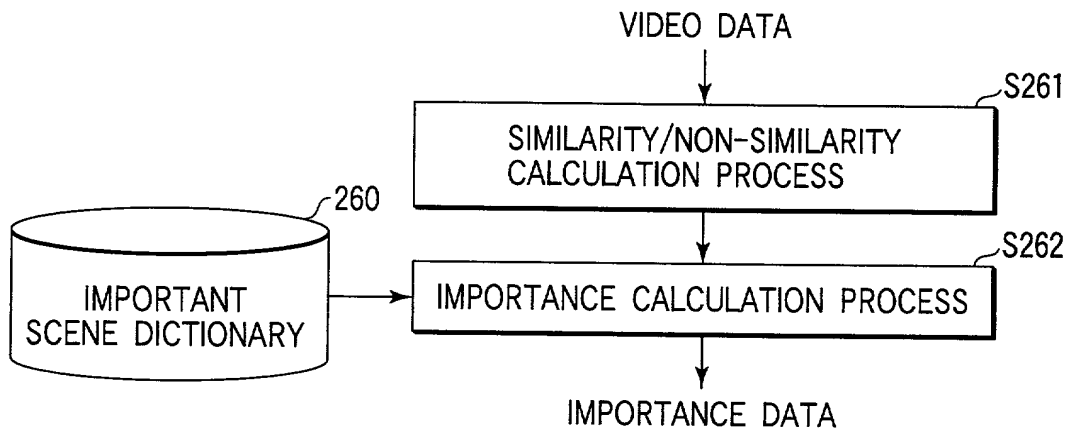 VIDEO DATA
S261
SIMILARITY/NON-SIMILARITY
CALCULATION PROCESS
260
S262
IMPORTANT
SCENE DICTIONARY
IMPORTANCE CALCULATION PROCESS
IMPORTANCE DATA